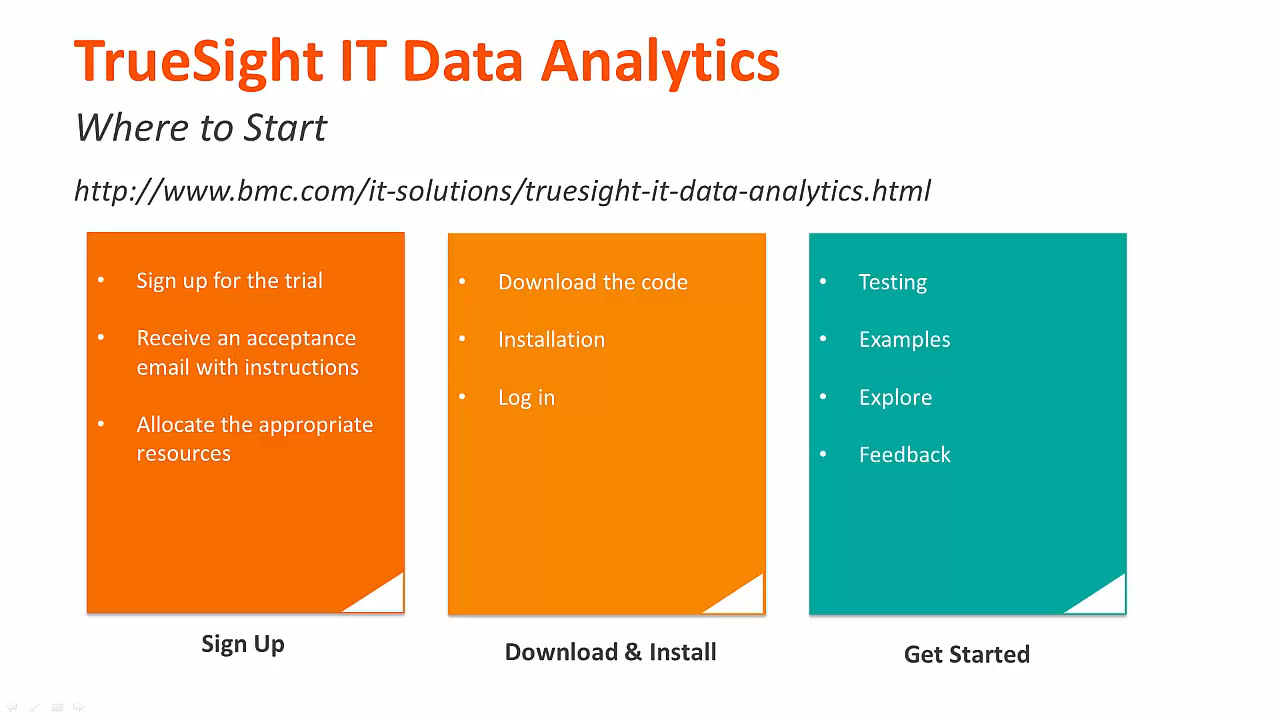 TrueSight IT Data Analytics
Where to Start
http://www.bmc.com/it-solutions/truesight-it-data-analytics.html
• Sign up for the trial
• Receive an acceptance
email with instructions
• Allocate the appropriate
resources
Sign Up
• Download the code
• Installation
• Log in
Download & Install
• Testing
• Examples
• Explore
• Feedback
Get Started